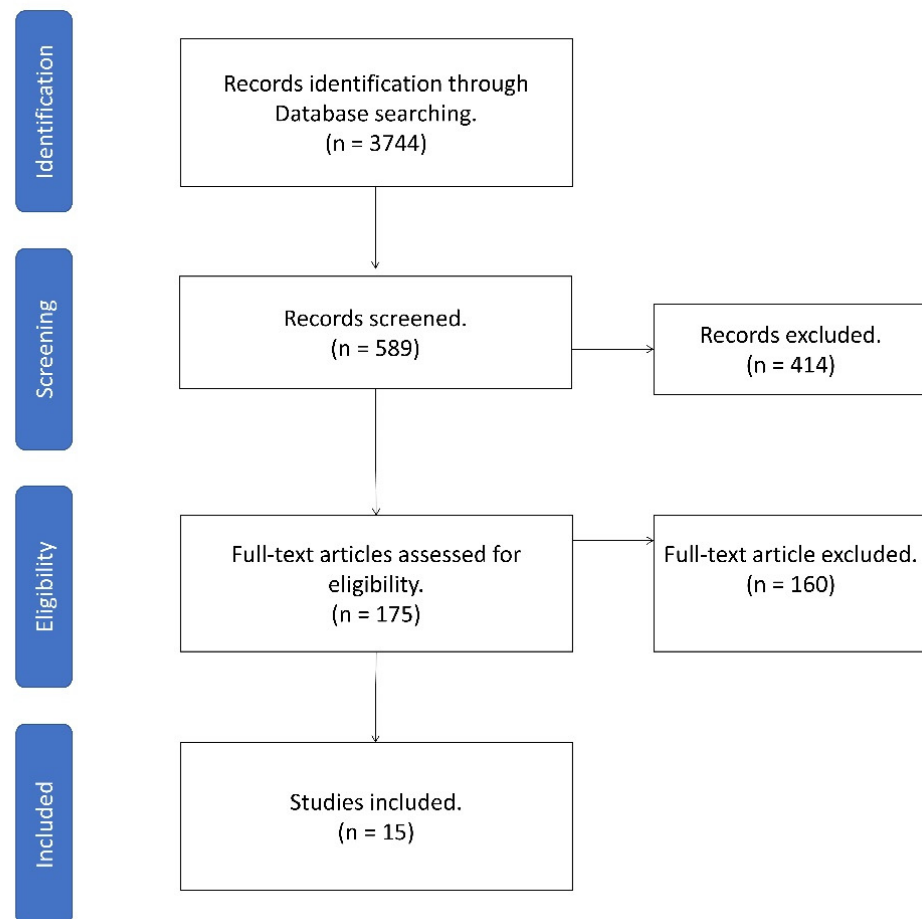 Identification
Records identification through
Database searching.
(n = 3744)
Screening
Records screened.
(n = 589)
Records excluded.
(n = 414)
Eligibility
Full-text articles assessed for
eligibility.
(n = 175)
Full-text article excluded.
(n = 160)
Included
Studies included.
(n = 15)